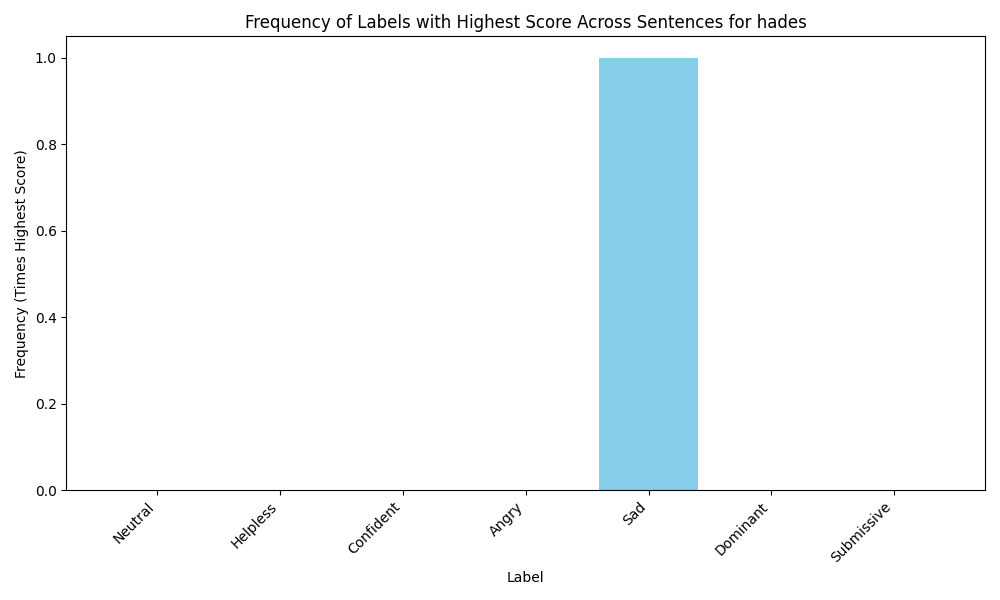 Frequency of Labels with Highest Score Across Sentences for hades
Frequency (Times Highest Score)
1.0
0.8
0.6
0.4
0.2
0.0
Neutral
Helpless
Confident
Angry
Sad
Dominant
Submissive
Label